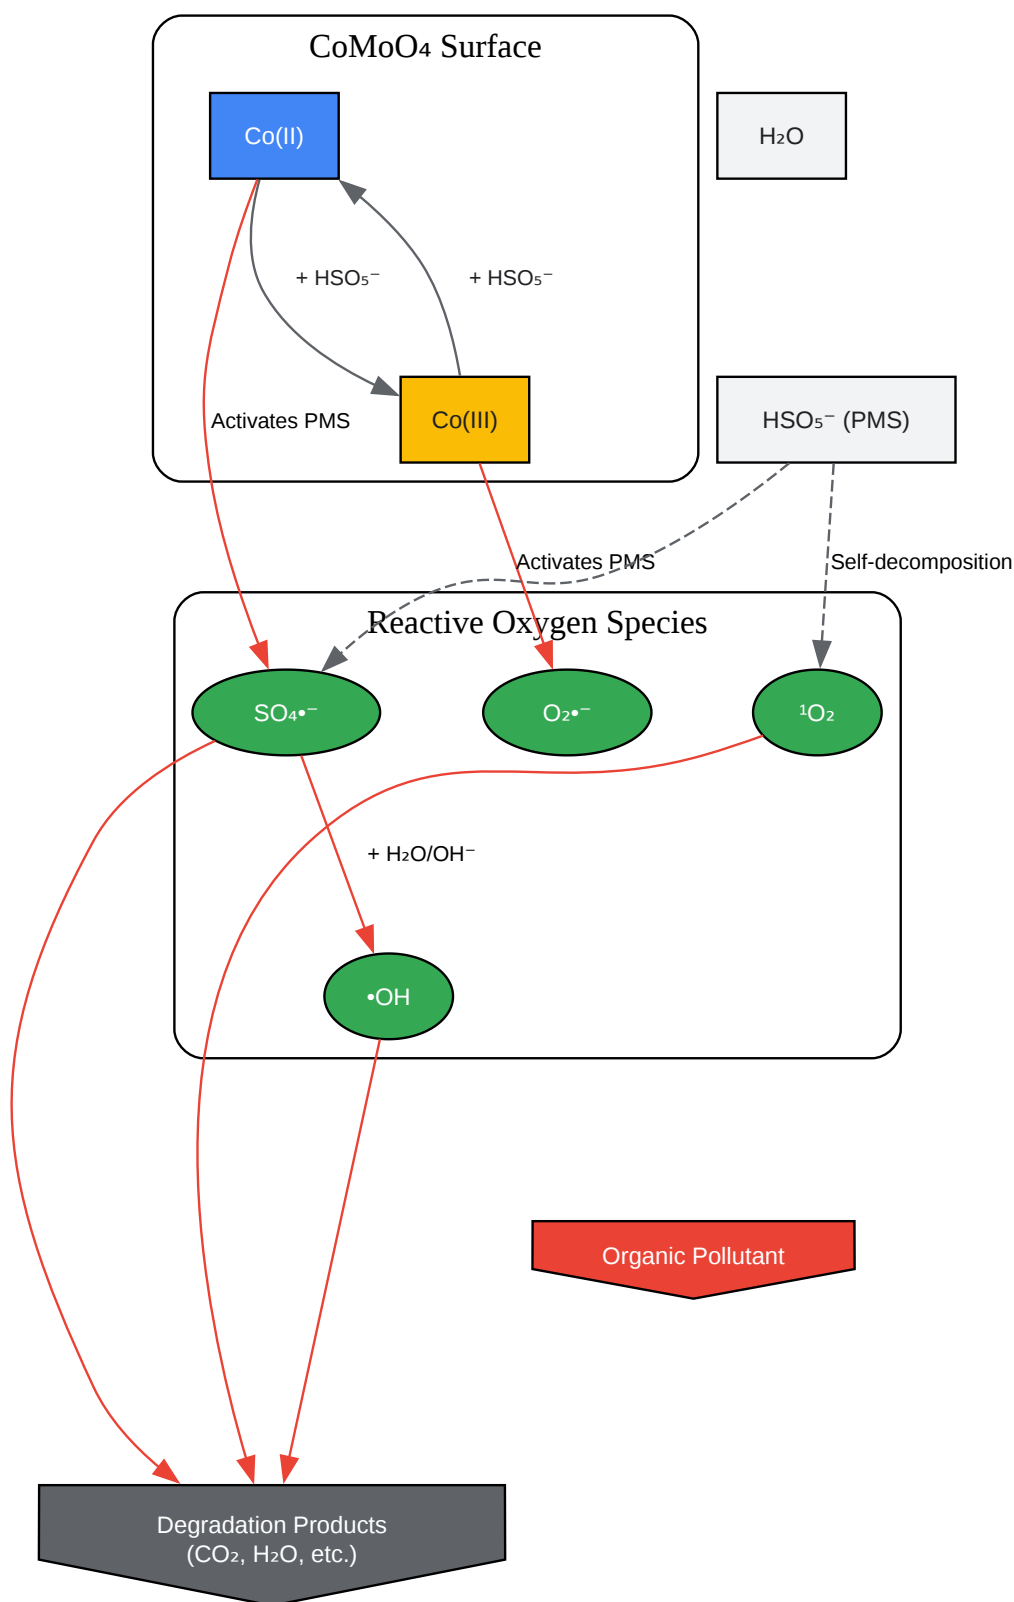 CoMoO₄ Surface
Co(II)
H₂O
+ HSO₅⁻
+ HSO₅⁻
Activates PMS
Co(III)
HSO₅⁻ (PMS)
Activates PMS
Self-decomposition
Reactive Oxygen Species
SO₄•⁻
O₂•⁻
¹O₂
+ H₂O/OH⁻
•OH
Organic Pollutant
Degradation Products
(CO₂, H₂O, etc.)